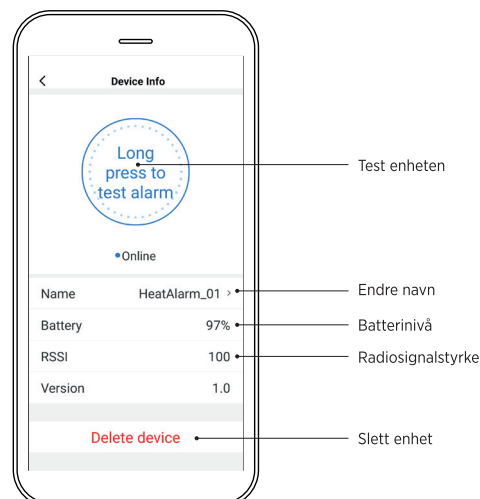 Device Info
Long
press to
test alarm
Test enheten
Online
Name HeatAlarm_01 >
Endre navn
Battery 97%
Batterinivå
RSSI 100
Radiosignalstyrke
Version 1.0
Delete device
Slett enhet